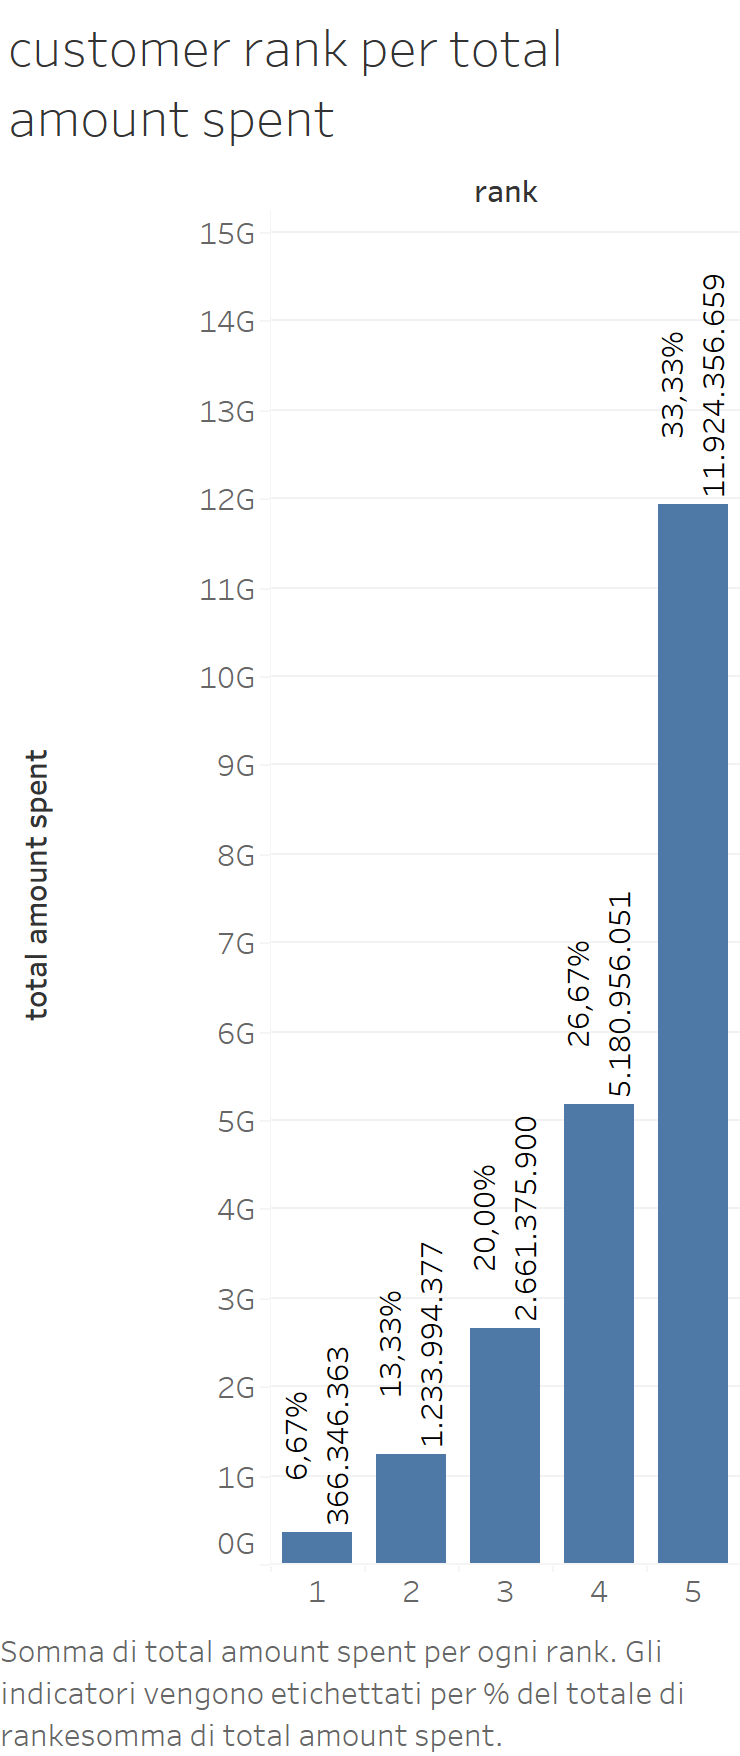 customer rank per total
amount spent
rank
15G
14G
13G
12G
11G
10G
9G
8G
7G
6G
5G
4G
3G
2G
1G
0G
total amount spent
6,67%
366.346.363
13,33%
1.233.994.377
20,00%
2.661.375.900
26,67%
5.180.956.051
33,33%
11.924.356.659
1 2 3 4 5
Somma di total amount spent per ogni rank. Gli
indicatori vengono etichettati per % del totale di
rankesomma di total amount spent.